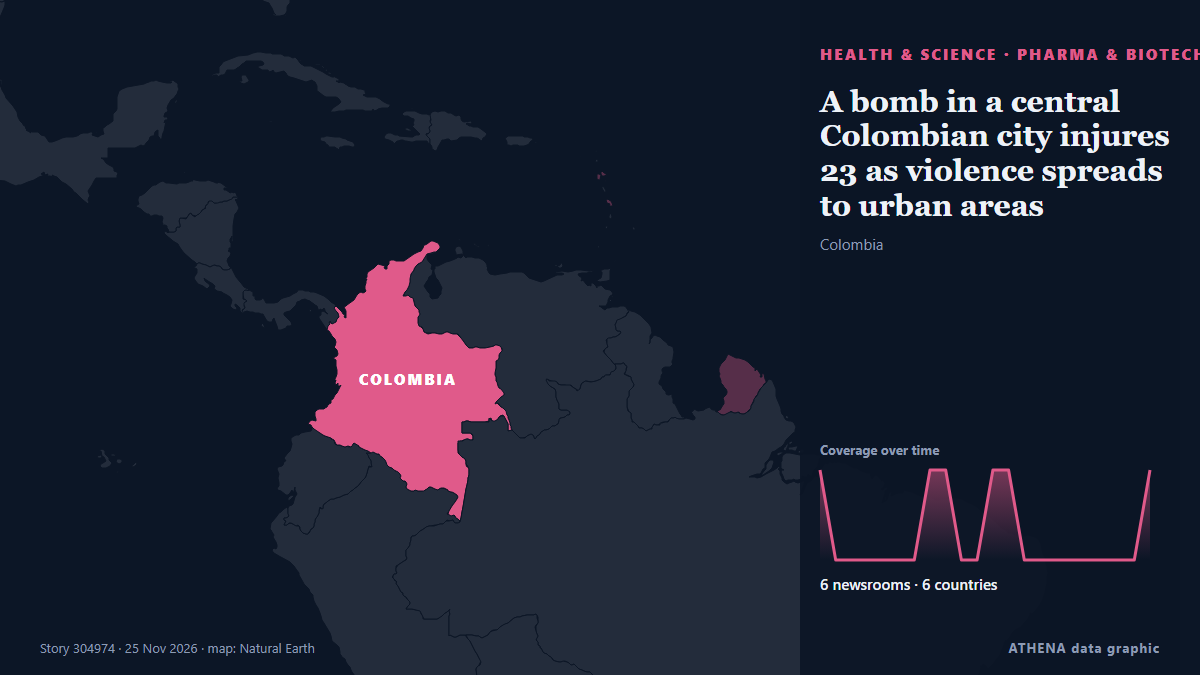 HEALTH & SCIENCE · PHARMA & BIOTECH
A bomb in a central
Colombian city injures
23 as violence spreads
to urban areas
Colombia
COLOMBIA
Coverage over time
6 newsrooms · 6 countries
Story 304974 · 25 Nov 2026 · map: Natural Earth
ATHENA data graphic